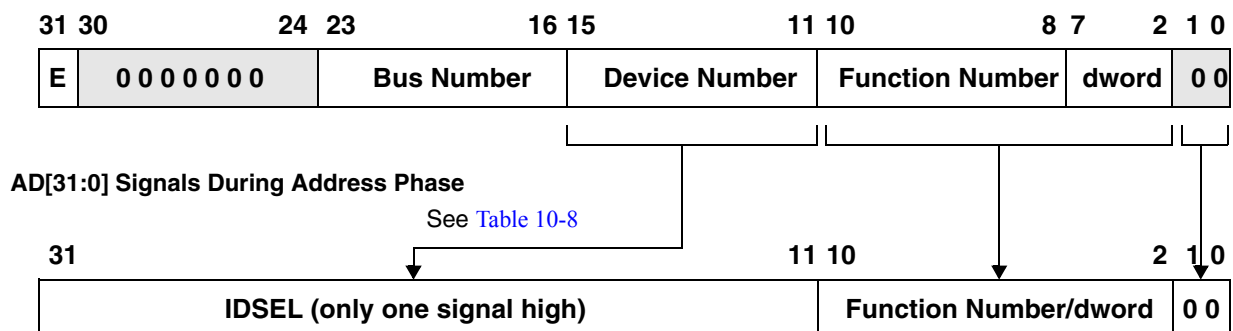 31 30 24 23 16 15 11 10 8 7 2 1 0
E 0 0 0 0 0 0 0 Bus Number Device Number Function Number dword 0 0
AD[31:0] Signals During Address Phase
See Table 10-8
31 11 10 2 1 0
IDSEL (only one signal high) Function Number/dword 0 0